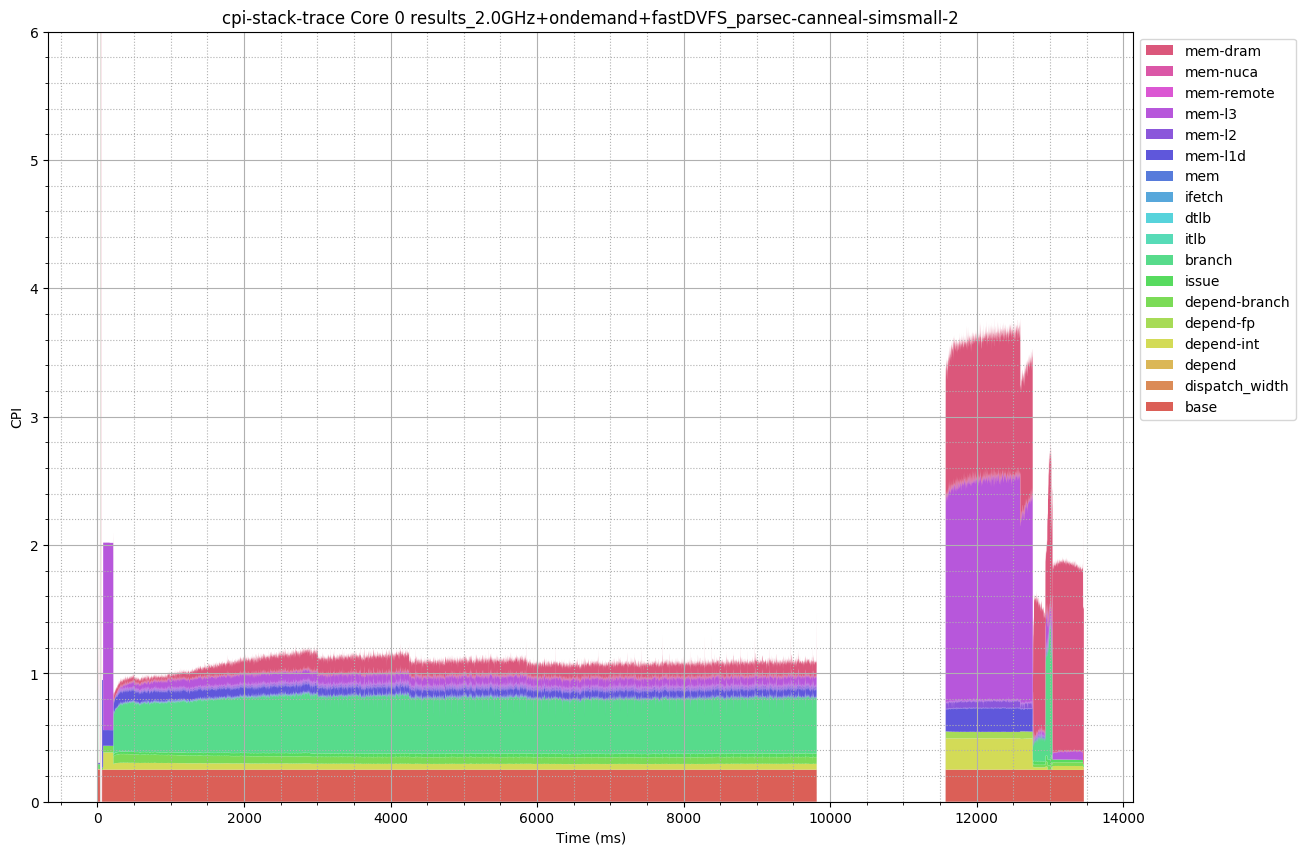 cpi-stack-trace Core 0 results_2.0GHz+ondemand+fastDVFS_parsec-canneal-simsmall-2
6
5
4
3
2
1
0
CPI
0
2000
4000
6000
8000
10000
12000
14000
Time (ms)
mem-dram
mem-nuca
mem-remote
mem-l3
mem-l2
mem-l1d
mem
ifetch
dtlb
itlb
branch
issue
depend-branch
depend-fp
depend-int
depend
dispatch_width
base